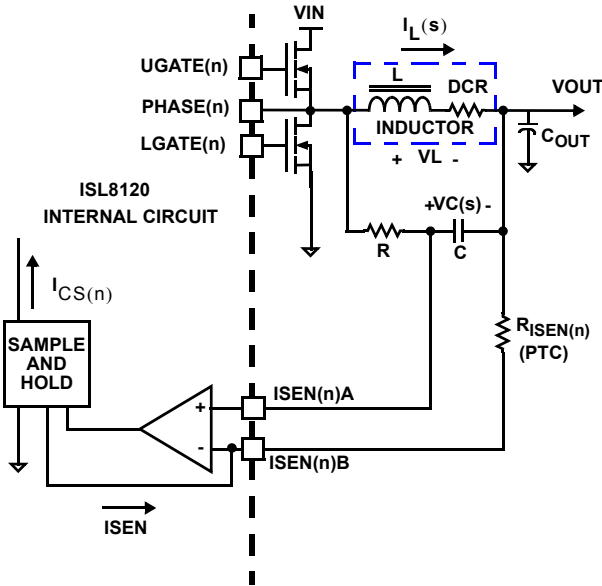 VIN
I_L(s)
UGATE(n)
L
DCR
VOUT
PHASE(n)
INDUCTOR
C_OUT
LGATE(n)
+ VL -
ISL8120
INTERNAL CIRCUIT
+VC(s) -
R
C
I_CS(n)
R_ISEN(n)
(PTC)
SAMPLE
AND
HOLD
ISEN(n)A
+
-
ISEN(n)B
ISEN